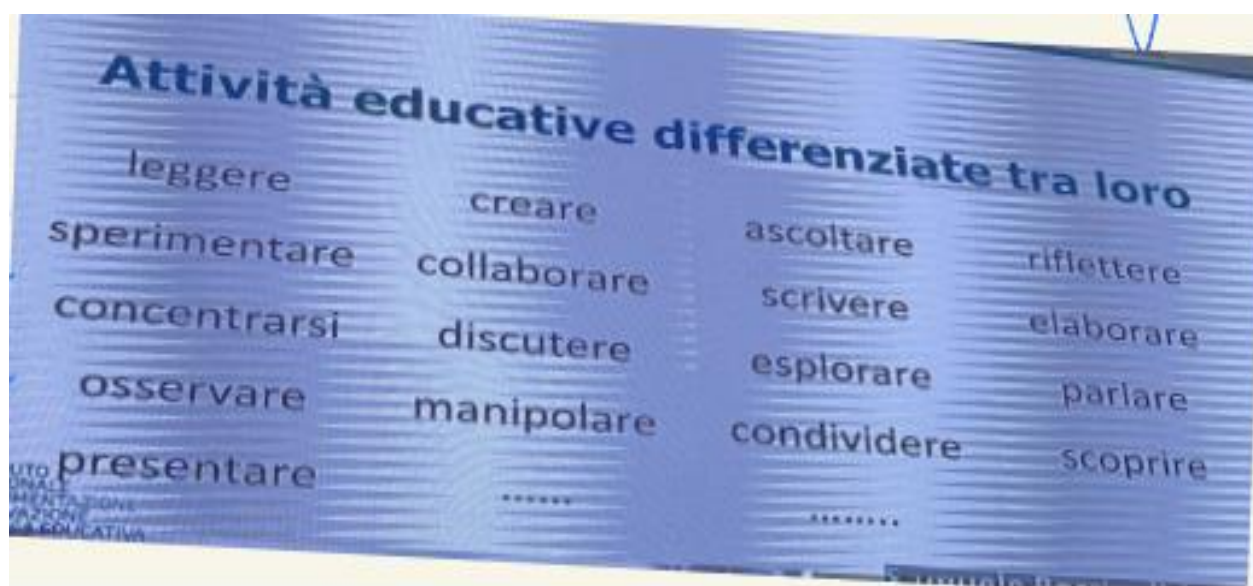 Attività educative differenziate tra loro
leggere creare ascoltare riflettere
sperimentare collaborare scrivere elaborare
concentrarsi discutere esplorare parlare
osservare manipolare condividere scoprire
presentare ...... ........
EDUCATIVA